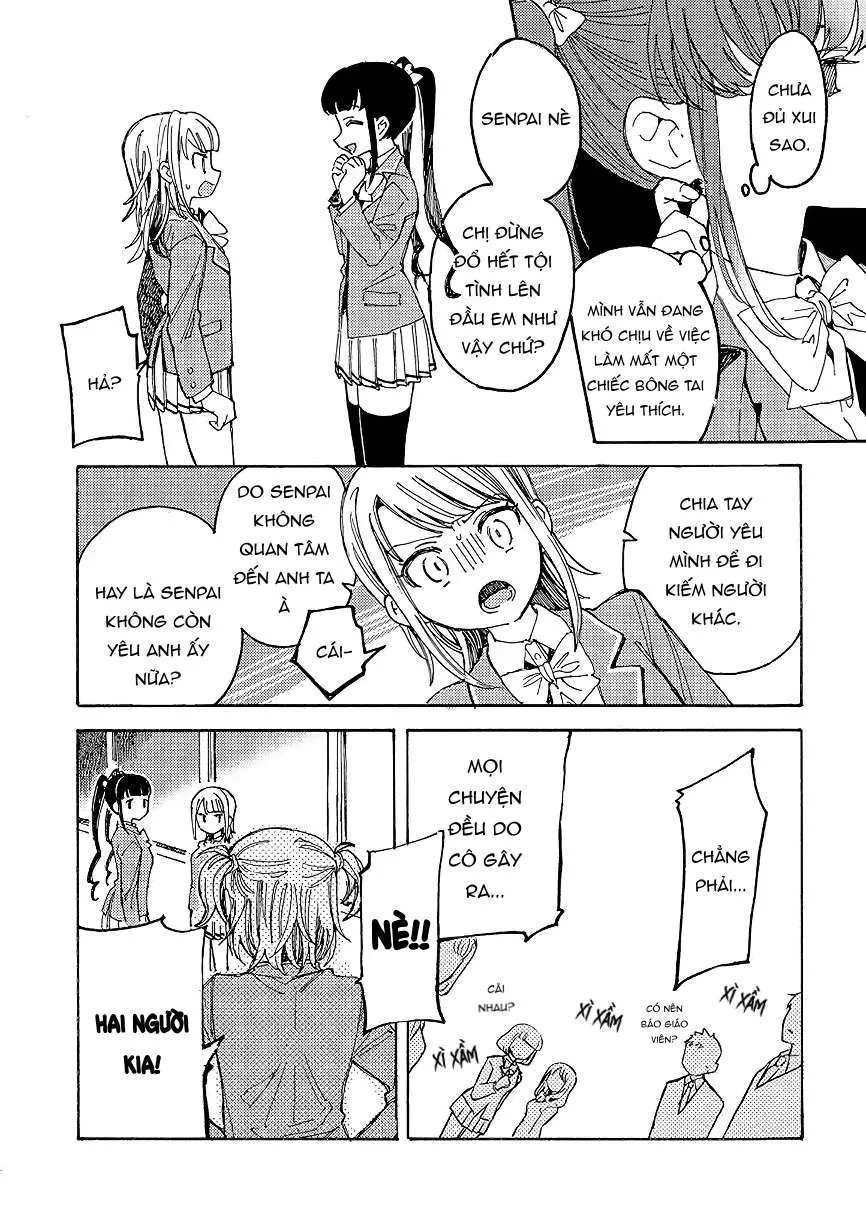 CHƯA
ĐỦ XUI
SAO.
MÌNH VẪN ĐANG
KHÓ CHỊU VỀ VIỆC
LÀM MẤT MỘT
CHIẾC BÔNG TAI
YÊU THÍCH.
SENPAI NÈ
CHỊ ĐỪNG
ĐỔ HẾT TỘI
TÌNH LÊN
ĐẦU EM NHƯ
VẬY CHỨ?
HẢ?
CHIA TAY
NGƯỜI YÊU
MÌNH ĐỂ ĐI
KIẾM NGƯỜI
KHÁC.
DO SENPAI
KHÔNG
QUAN TÂM
ĐẾN ANH TA
À
CÁI-
HAY LÀ SENPAI
KHÔNG CÒN
YÊU ANH ẤY
NỮA?
CHẲNG
PHẢI...
MỌI
CHUYỆN
ĐỀU DO
CÔ GÂY
RA...
XÌ XẦM
CÓ NÊN
BÁO GIÁO
VIÊN?
XÌ XẦM
CÃI
NHAU?
XÌ XẦM
NÈ!!
HAI NGƯỜI
KIA!